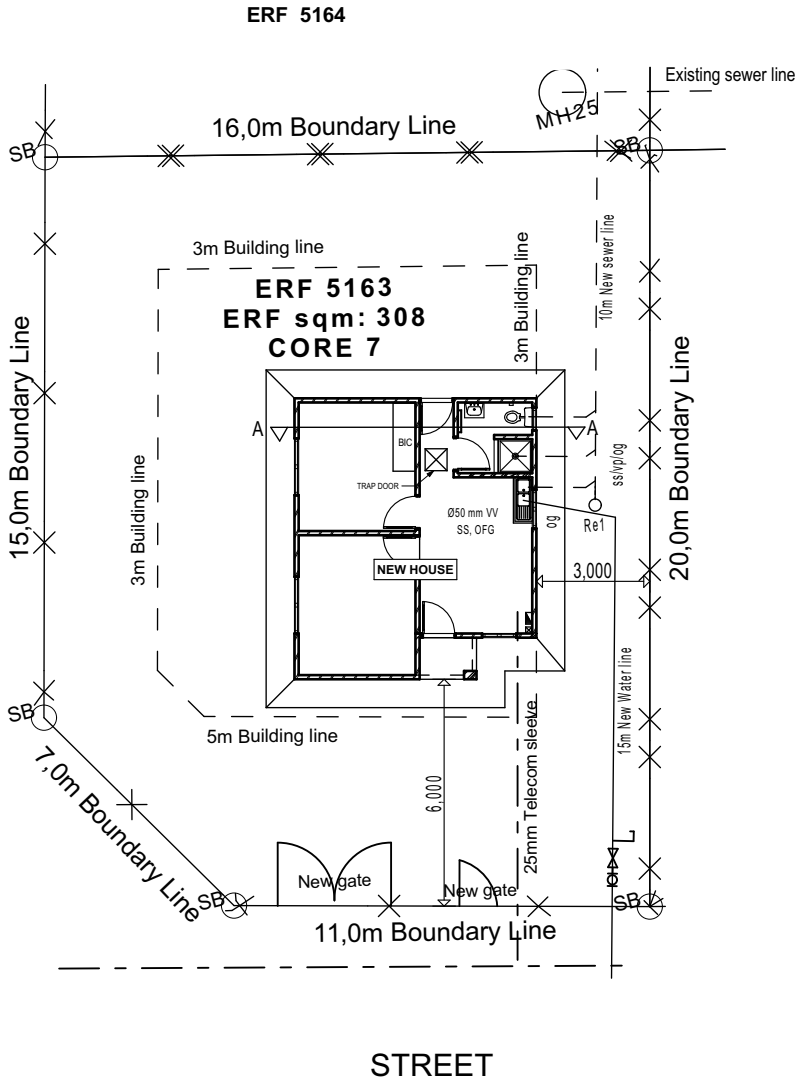 ERF 5164
Existing sewer line
MH25
16,0m Boundary Line
SB
SB
3m Building line
3m Building line
10m New sewer line
ERF 5163
ERF sqm: 308
CORE 7
15,0m Boundary Line
20,0m Boundary Line
A
A
BIC
TRAP DOOR
ss/vp/og
3m Building line
Ø50 mm VV
SS, OFG
og
Re1
NEW HOUSE
3,000
15m New Water line
SB
5m Building line
25mm Telecom sleeve
7,0m Boundary Line
6,000
New gate
New gate
SB
SB
11,0m Boundary Line
STREET